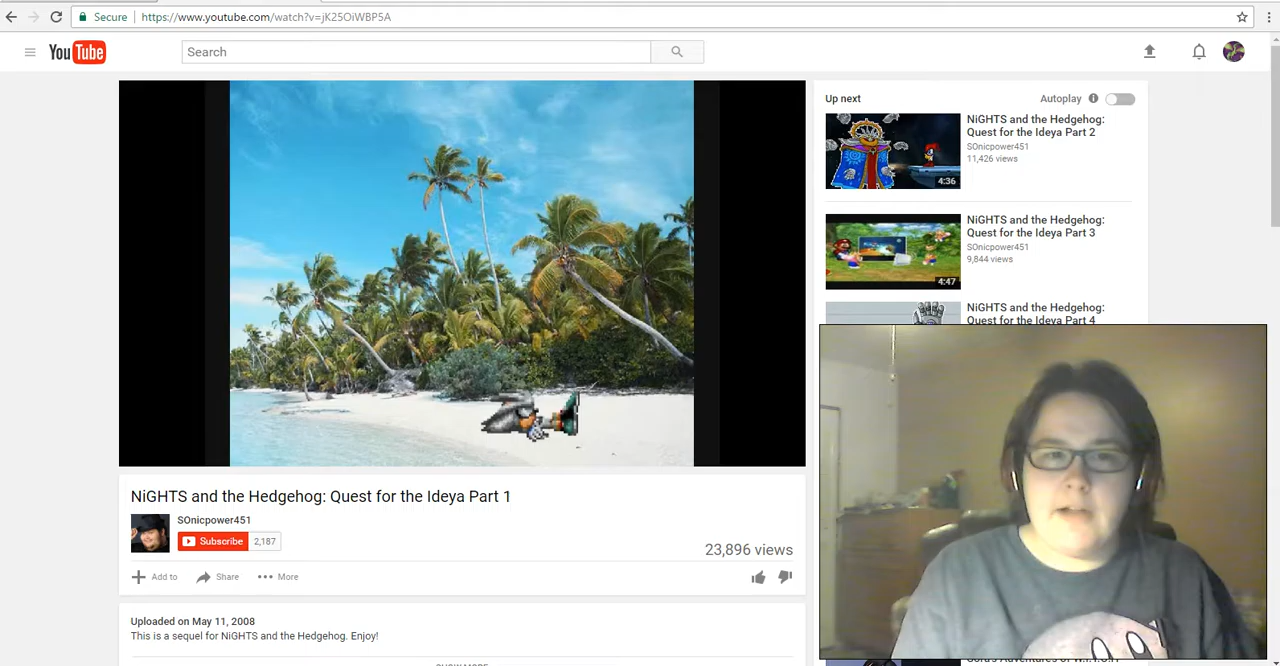 Secure https://www.youtube.com/watch?v=jK25OiWBP5A
YouTube
Search
Up next
Autoplay
NiGHTS and the Hedgehog:
Quest for the Ideya Part 2
SOnicpower451
11,426 views
4:36
NiGHTS and the Hedgehog:
Quest for the Ideya Part 3
SOnicpower451
9,844 views
4:47
NiGHTS and the Hedgehog:
Quest for the Ideya Part 4
NiGHTS and the Hedgehog: Quest for the Ideya Part 1
SOnicpower451
Subscribe 2,187
23,896 views
Add to Share More
Uploaded on May 11, 2008
This is a sequel for NiGHTS and the Hedgehog. Enjoy!
SHOW MORE